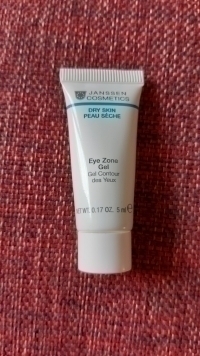 JANSSEN
COSMETICS
DRY SKIN
PEAU SÈCHE
Eye Zone
Gel
Gel Contour
des Yeux
NT WT. 0.17 OZ. 5 ml ℮